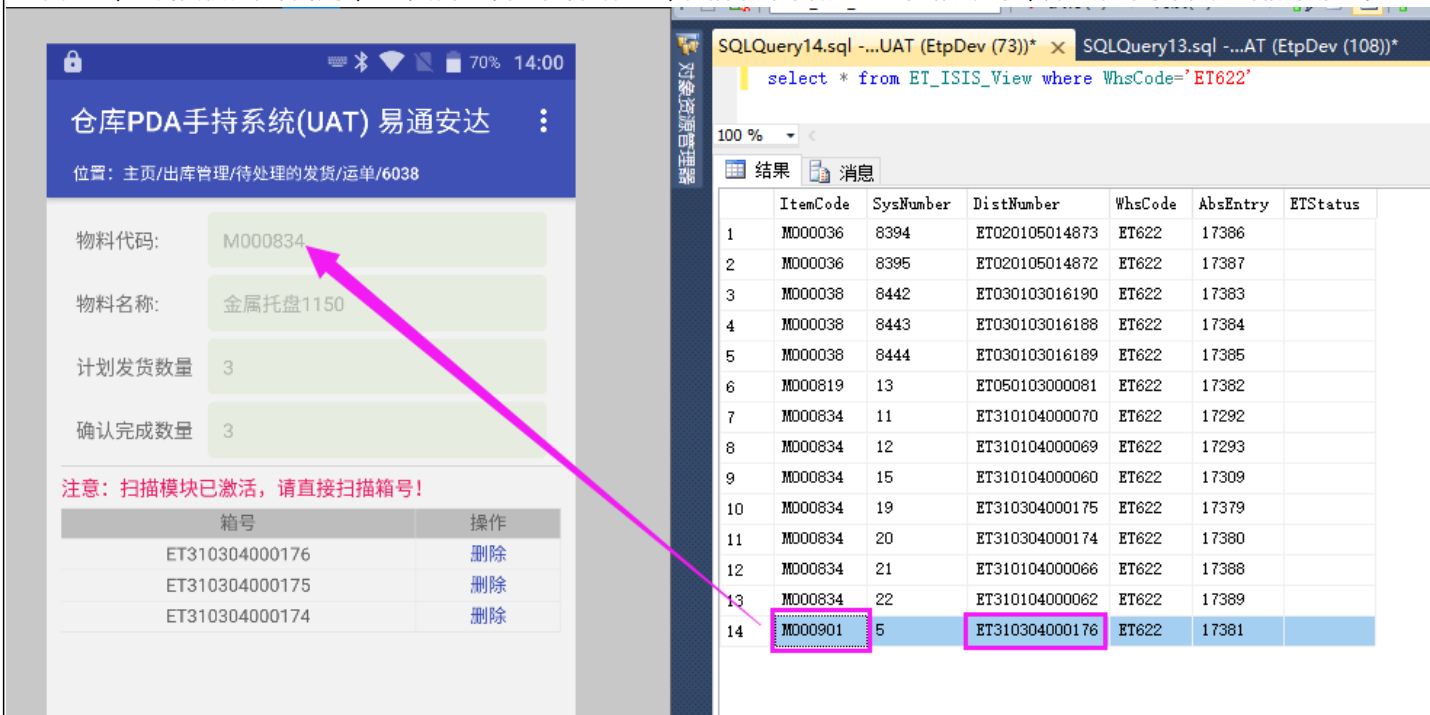 70% 14:00
仓库PDA手持系统(UAT) 易通安达
位置：主页/出库管理/待处理的发货/运单/6038
物料代码: M000834
物料名称: 金属托盘1150
计划发货数量 3
确认完成数量 3
注意：扫描模块已激活，请直接扫描箱号！
箱号 操作
ET310304000176 删除
ET310304000175 删除
ET310304000174 删除
对象资源管理器
SQLQuery14.sql -...UAT (EtpDev (73))* × SQLQuery13.sql -...AT (EtpDev (108))*
select * from ET_ISIS_View where WhsCode='ET622'
100 %
结果 消息
ItemCode SysNumber DistNumber WhsCode AbsEntry ETStatus
1 M000036 8394 ET020105014873 ET622 17386
2 M000036 8395 ET020105014872 ET622 17387
3 M000038 8442 ET030103016190 ET622 17383
4 M000038 8443 ET030103016188 ET622 17384
5 M000038 8444 ET030103016189 ET622 17385
6 M000819 13 ET050103000081 ET622 17382
7 M000834 11 ET310104000070 ET622 17292
8 M000834 12 ET310104000069 ET622 17293
9 M000834 15 ET310104000060 ET622 17309
10 M000834 19 ET310304000175 ET622 17379
11 M000834 20 ET310304000174 ET622 17380
12 M000834 21 ET310104000066 ET622 17388
13 M000834 22 ET310104000062 ET622 17389
14 M000901 5 ET310304000176 ET622 17381